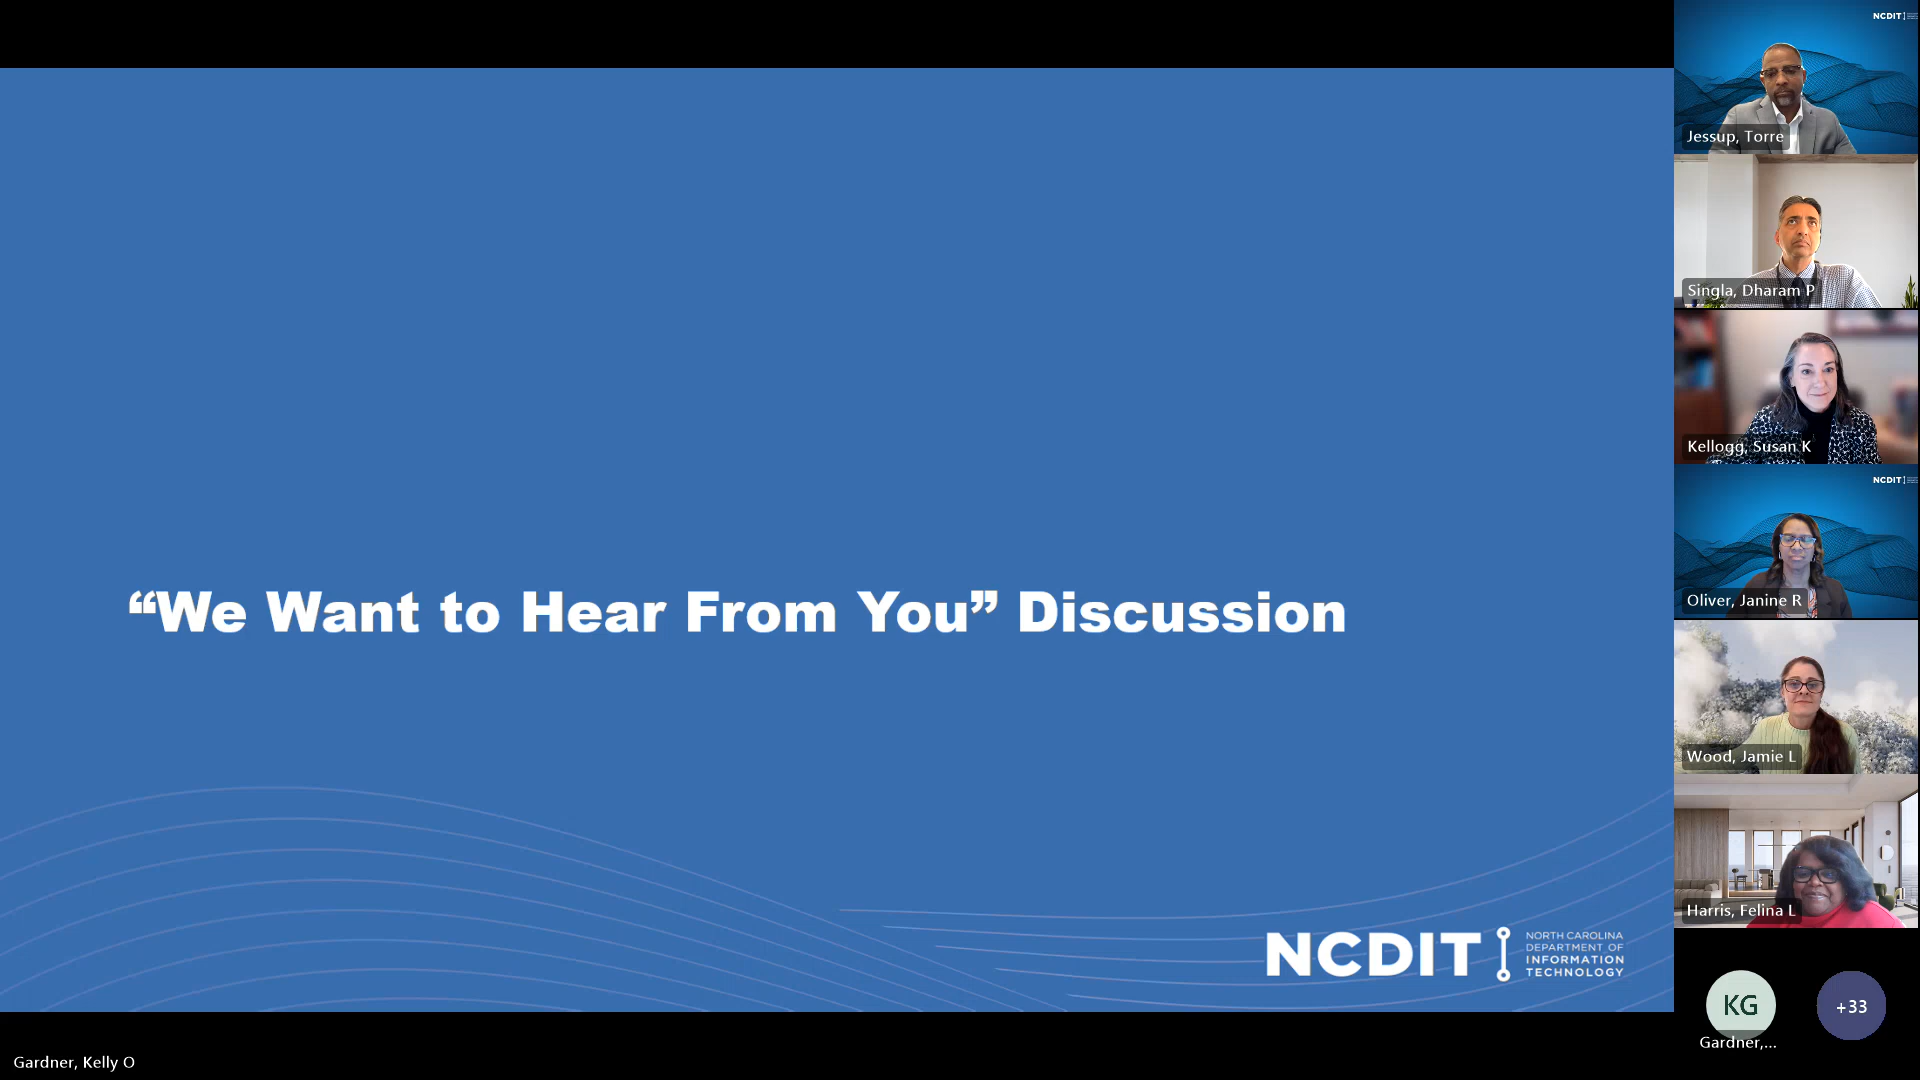 “We Want to Hear From You” Discussion
NCDIT
NORTH CAROLINA
DEPARTMENT OF
INFORMATION
TECHNOLOGY
Gardner, Kelly O
NCDIT
Jessup, Torre
Singla, Dharam P
Kellogg, Susan K
NCDIT
Oliver, Janine R
Wood, Jamie L
Harris, Felina L
KG
Gardner,...
+33